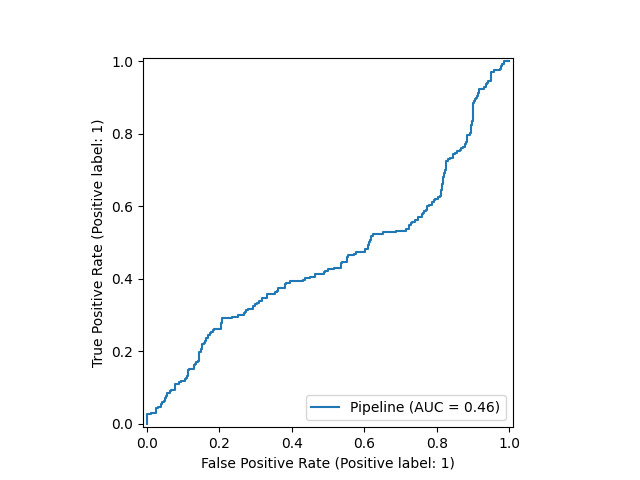 1.0
0.8
0.6
0.4
0.2
0.0
True Positive Rate (Positive label: 1)
Pipeline (AUC = 0.46)
0.0 0.2 0.4 0.6 0.8 1.0
False Positive Rate (Positive label: 1)